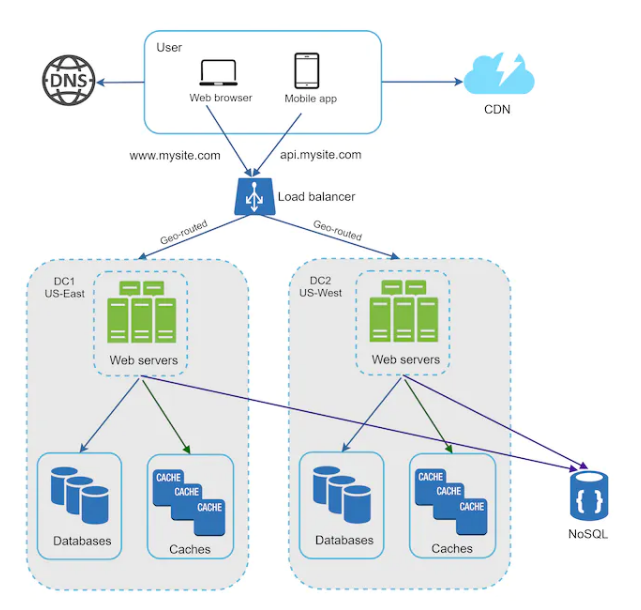 User
DNS
Web browser
Mobile app
CDN
www.mysite.com
api.mysite.com
Load balancer
Geo-routed
Geo-routed
DC1
US-East
Web servers
DC2
US-West
Web servers
Databases
CACHE
CACHE
CACHE
Caches
Databases
CACHE
CACHE
CACHE
Caches
{ }
NoSQL